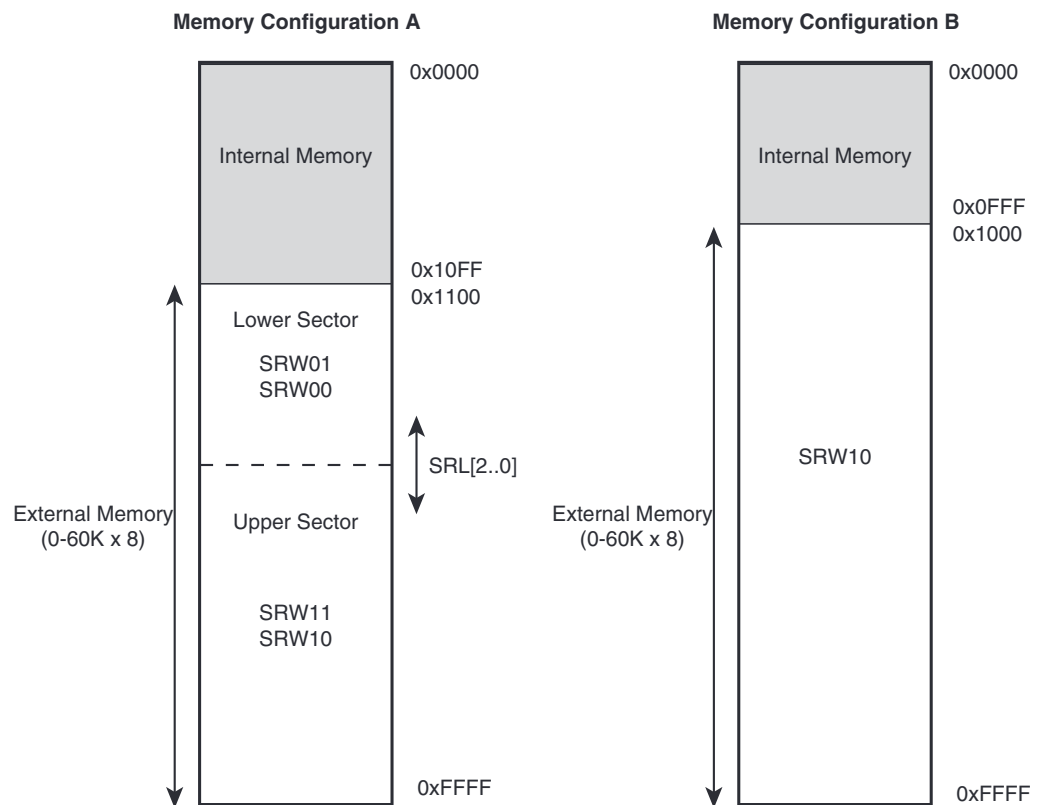 Memory Configuration A
0x0000
Internal Memory
0x10FF
0x1100
Lower Sector
SRW01
SRW00
SRL[2..0]
External Memory
(0-60K x 8)
Upper Sector
SRW11
SRW10
0xFFFF
Memory Configuration B
0x0000
Internal Memory
0x0FFF
0x1000
SRW10
External Memory
(0-60K x 8)
0xFFFF